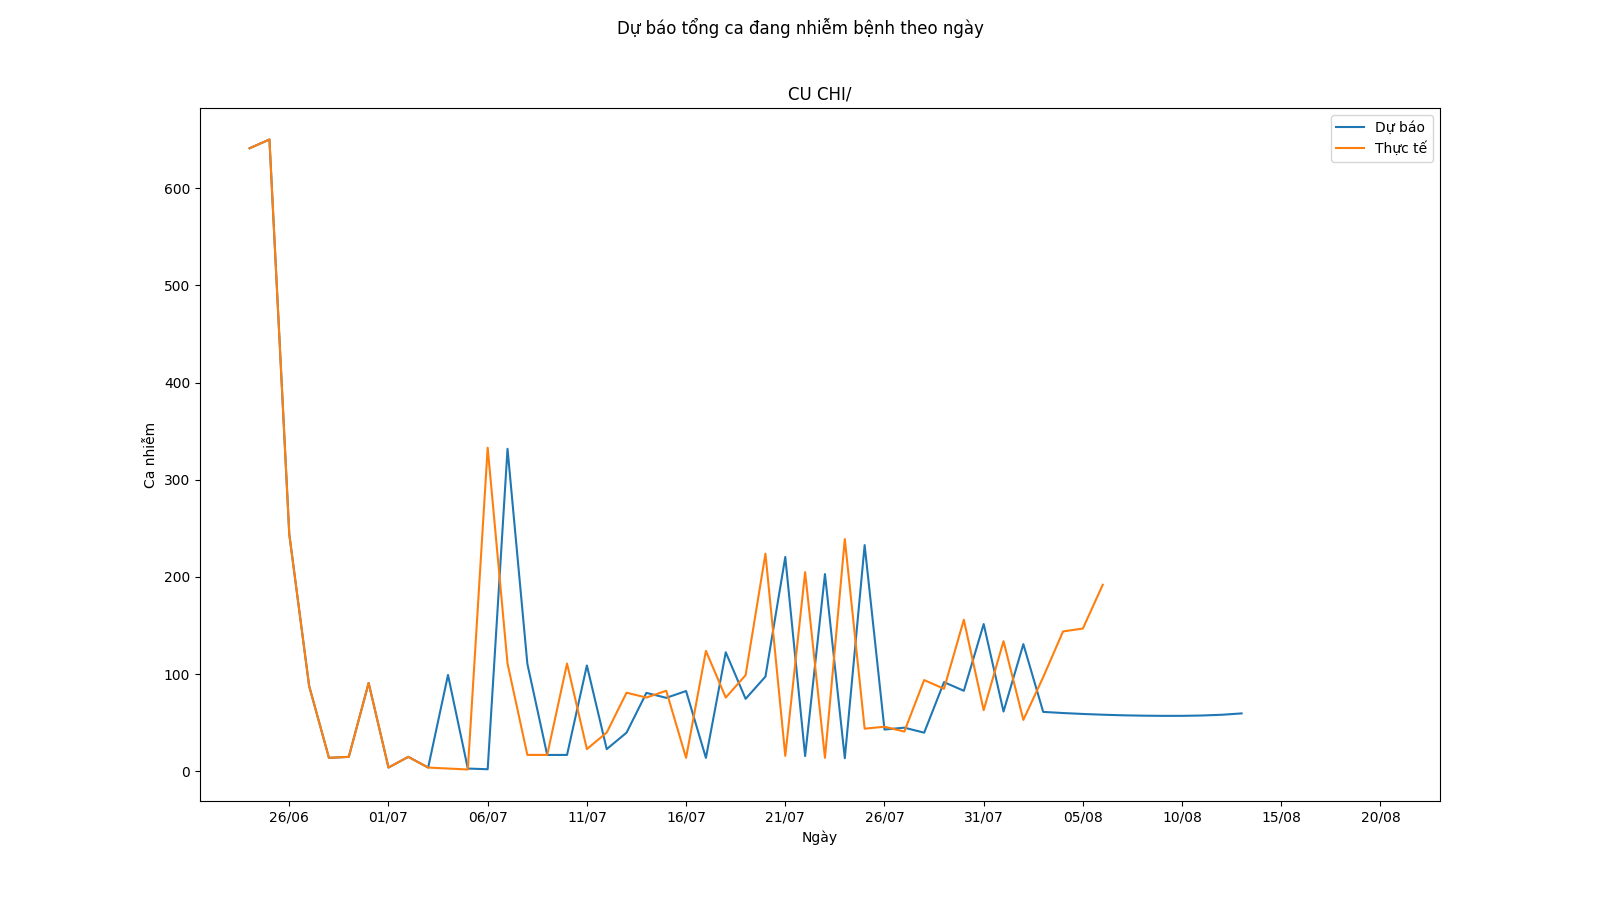 Dự báo tổng ca đang nhiễm bệnh theo ngày
CU CHI/
Dự báo
Thực tế
600
500
400
300
200
100
0
Ca nhiễm
26/06 01/07 06/07 11/07 16/07 21/07 26/07 31/07 05/08 10/08 15/08 20/08
Ngày